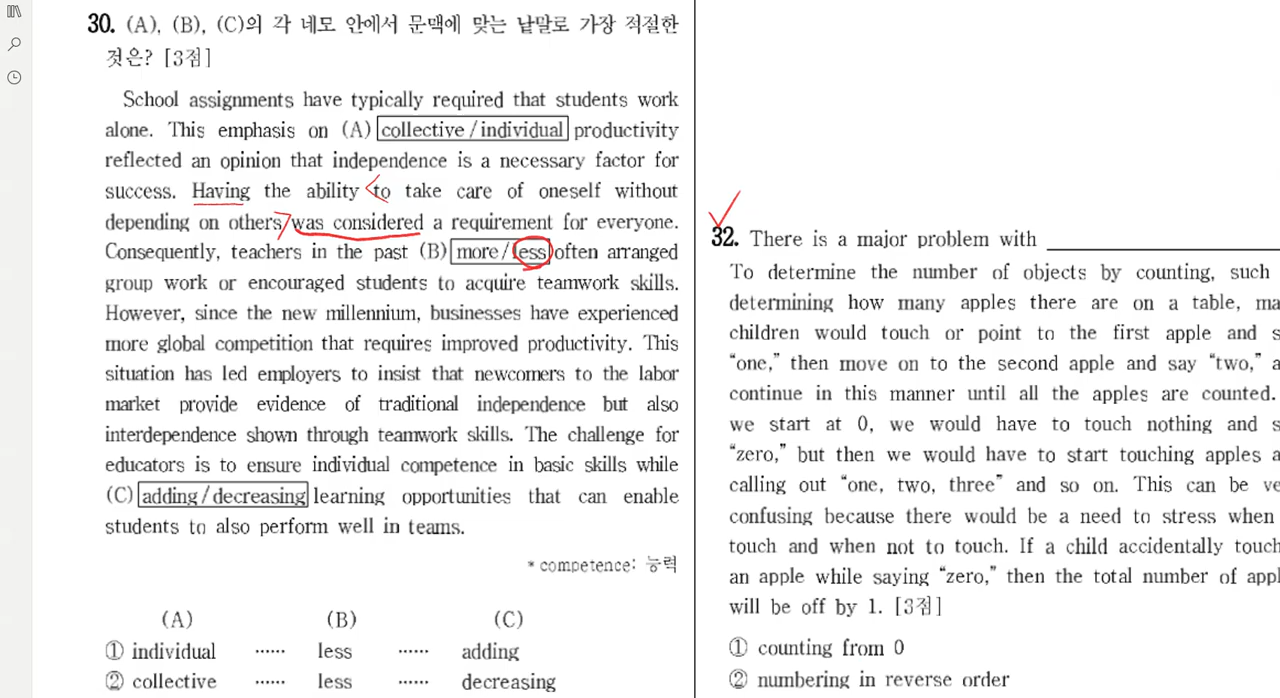 30. (A), (B), (C)의 각 네모 안에서 문맥에 맞는 낱말로 가장 적절한
것은? [3점]
School assignments have typically required that students work
alone. This emphasis on (A) collective / individual productivity
reflected an opinion that independence is a necessary factor for
success. Having the ability to take care of oneself without
depending on others was considered a requirement for everyone.
Consequently, teachers in the past (B) more / less often arranged
group work or encouraged students to acquire teamwork skills.
However, since the new millennium, businesses have experienced
more global competition that requires improved productivity. This
situation has led employers to insist that newcomers to the labor
market provide evidence of traditional independence but also
interdependence shown through teamwork skills. The challenge for
educators is to ensure individual competence in basic skills while
(C) adding / decreasing learning opportunities that can enable
students to also perform well in teams.
* competence: 능력
(A) (B) (C)
① individual ······ less ······ adding
② collective ······ less ······ decreasing
32. There is a major problem with
To determine the number of objects by counting, such
determining how many apples there are on a table, ma
children would touch or point to the first apple and s
“one,” then move on to the second apple and say “two,” a
continue in this manner until all the apples are counted.
we start at 0, we would have to touch nothing and s
“zero,” but then we would have to start touching apples a
calling out “one, two, three” and so on. This can be ve
confusing because there would be a need to stress when
touch and when not to touch. If a child accidentally touch
an apple while saying “zero,” then the total number of appl
will be off by 1. [3점]
① counting from 0
② numbering in reverse order